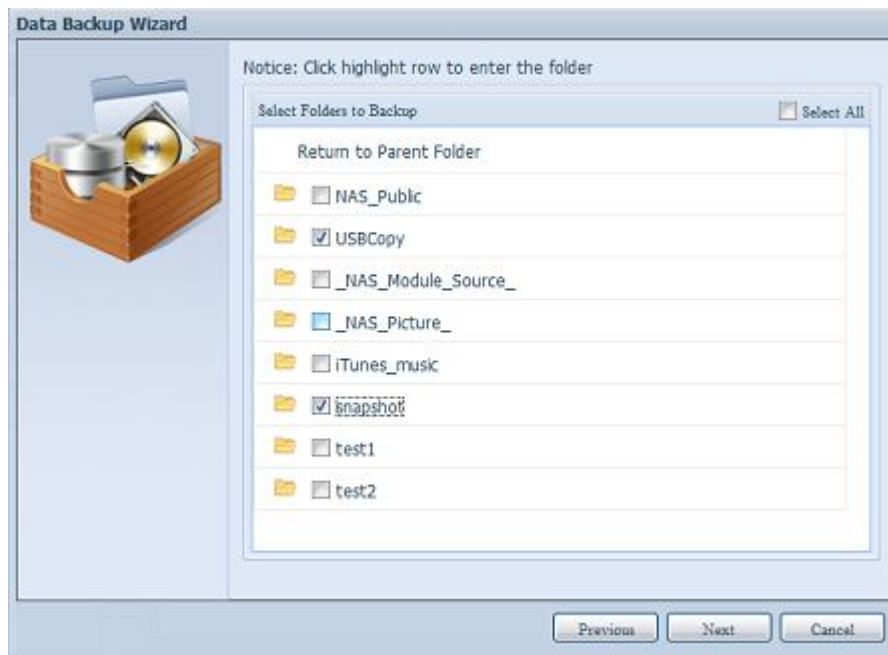 Data Backup Wizard
Notice: Click highlight row to enter the folder
Select Folders to Backup Select All
Return to Parent Folder
NAS_Public
USBCopy
_NAS_Module_Source_
_NAS_Picture_
iTunes_music
snapshot
test1
test2
Previous Next Cancel